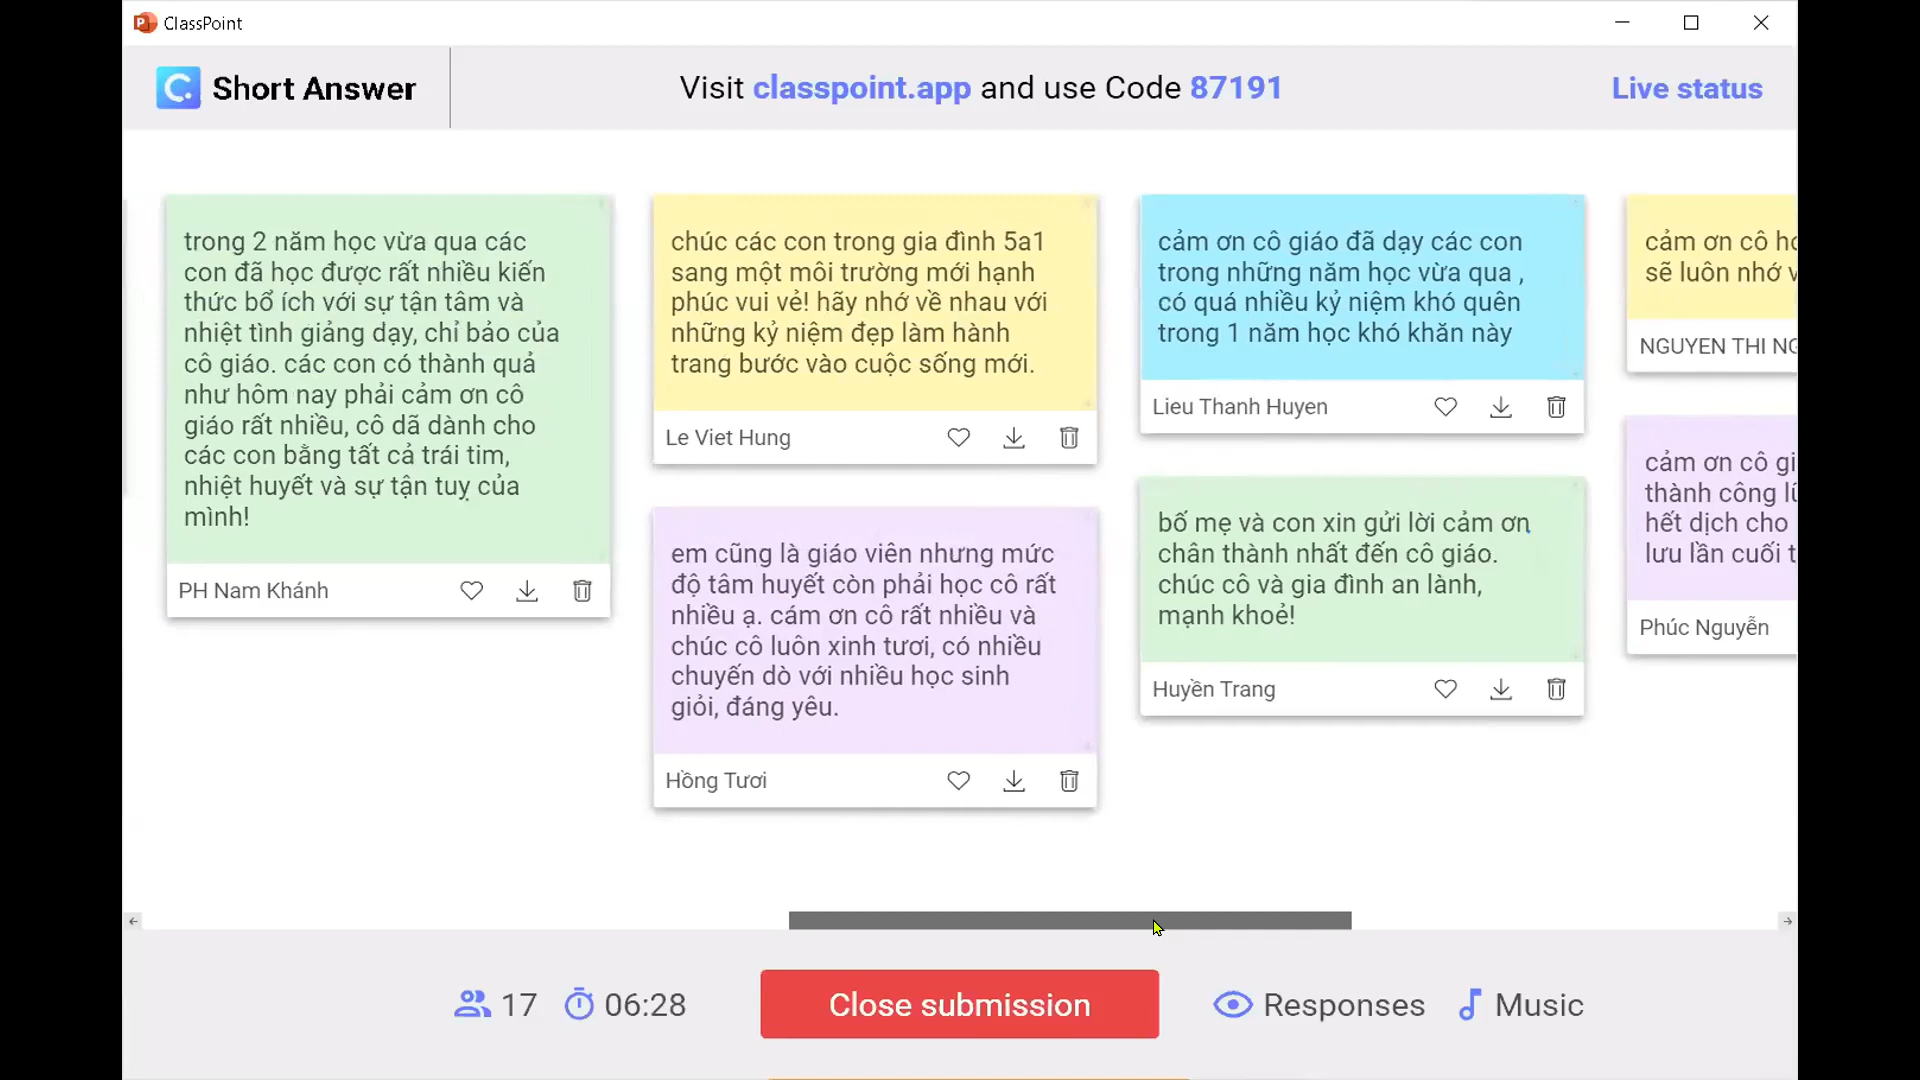 ClassPoint
Short Answer
Visit classpoint.app and use Code 87191
Live status
trong 2 năm học vừa qua các
con đã học được rất nhiều kiến
thức bổ ích với sự tận tâm và
nhiệt tình giảng dạy, chỉ bảo của
cô giáo. các con có thành quả
như hôm nay phải cảm ơn cô
giáo rất nhiều, cô dã dành cho
các con bằng tất cả trái tim,
nhiệt huyết và sự tận tuỵ của
mình!
PH Nam Khánh
chúc các con trong gia đình 5a1
sang một môi trường mới hạnh
phúc vui vẻ! hãy nhớ về nhau với
những kỷ niệm đẹp làm hành
trang bước vào cuộc sống mới.
Le Viet Hung
em cũng là giáo viên nhưng mức
độ tâm huyết còn phải học cô rất
nhiều ạ. cám ơn cô rất nhiều và
chúc cô luôn xinh tươi, có nhiều
chuyến dò với nhiều học sinh
giỏi, đáng yêu.
Hồng Tươi
cảm ơn cô giáo đã dạy các con
trong những năm học vừa qua ,
có quá nhiều kỷ niệm khó quên
trong 1 năm học khó khăn này
Lieu Thanh Huyen
bố mẹ và con xin gửi lời cảm ơn
chân thành nhất đến cô giáo.
chúc cô và gia đình an lành,
mạnh khoẻ!
Huyền Trang
cảm ơn cô
sẽ luôn nhớ
NGUYEN THI
cảm ơn cô
thành công
hết dịch cho
lưu lần cuối
Phúc Nguyễn
17
06:28
Close submission
Responses
Music